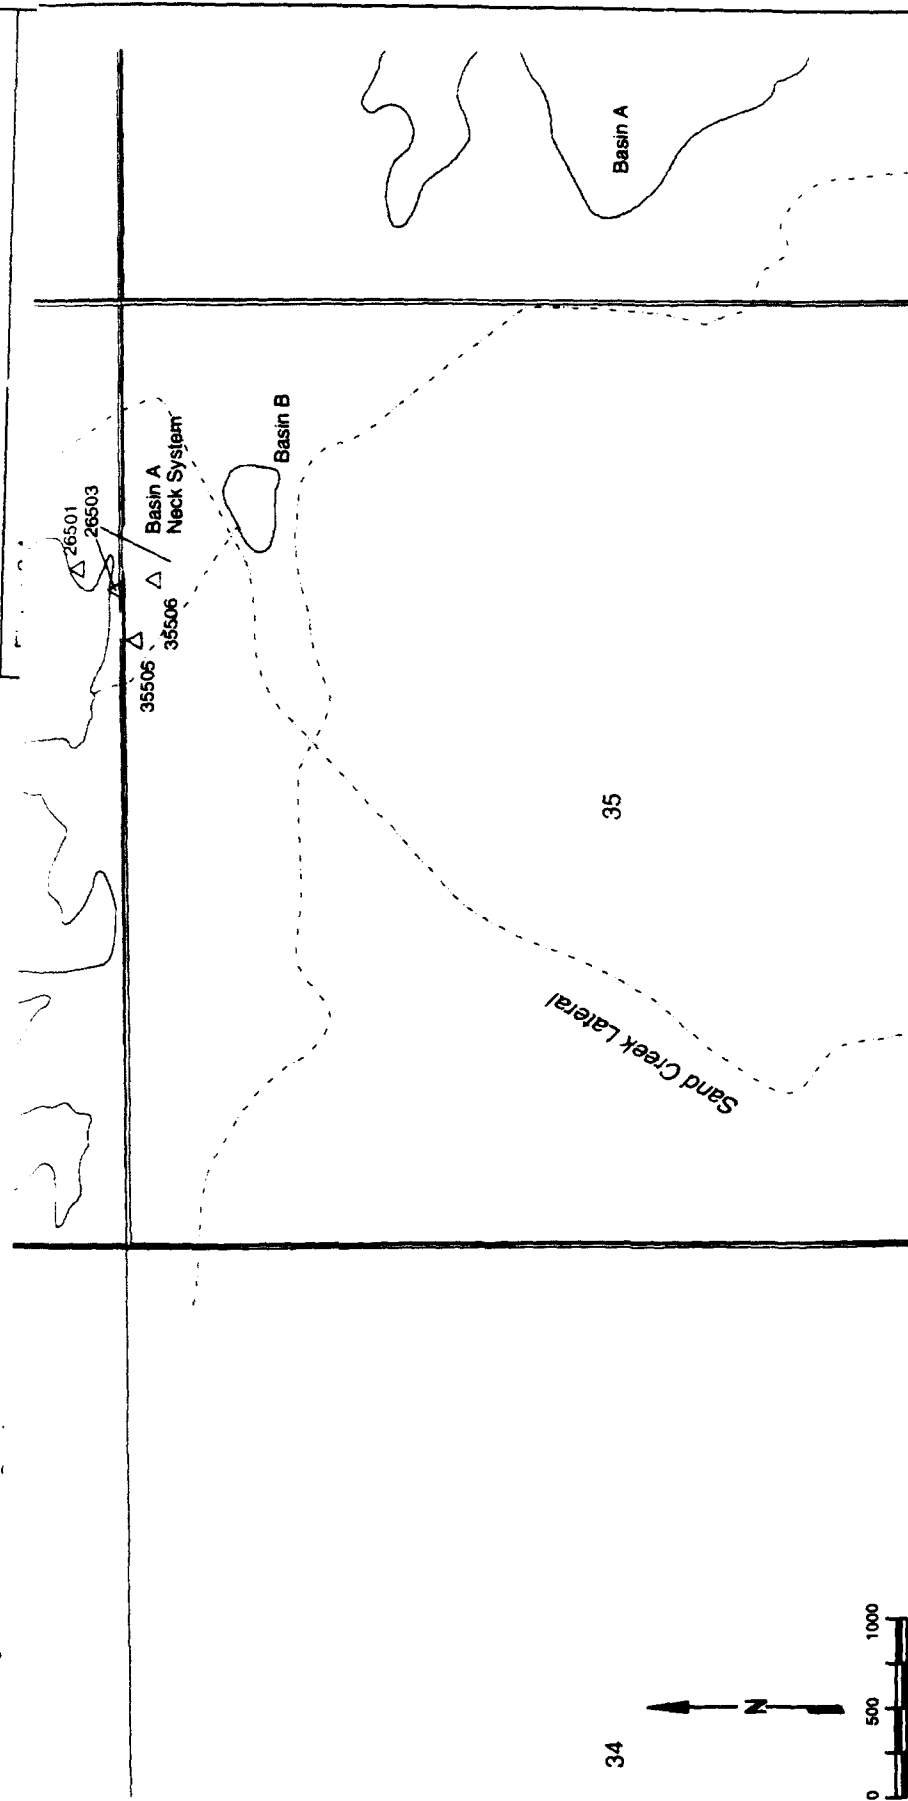 26501
26503
Basin A
Neck System
35505
35506
Basin B
Basin A
35
Sand Creek Lateral
34
N
0 500 1000